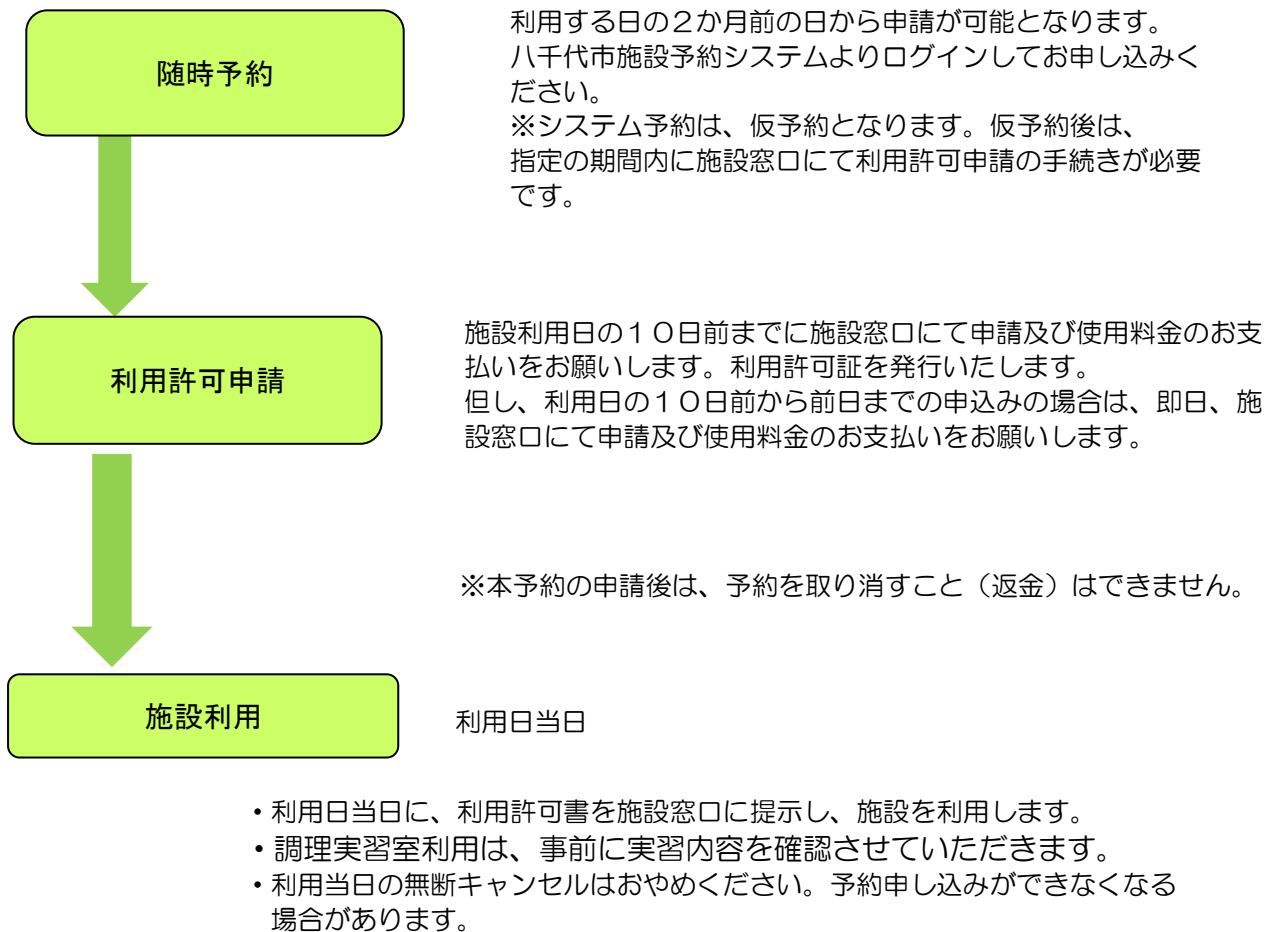 随時予約
利用する日の２か月前の日から申請が可能となります。
八千代市施設予約システムよりログインしてお申し込みく
ださい。
※システム予約は、仮予約となります。仮予約後は、
指定の期間内に施設窓口にて利用許可申請の手続きが必要
です。
利用許可申請
施設利用日の１０日前までに施設窓口にて申請及び使用料金のお支
払いをお願いします。利用許可証を発行いたします。
但し、利用日の１０日前から前日までの申込みの場合は、即日、施
設窓口にて申請及び使用料金のお支払いをお願いします。
※本予約の申請後は、予約を取り消すこと（返金）はできません。
施設利用
利用日当日
・利用日当日に、利用許可書を施設窓口に提示し、施設を利用します。
・調理実習室利用は、事前に実習内容を確認させていただきます。
・利用当日の無断キャンセルはおやめください。予約申し込みができなくなる
場合があります。